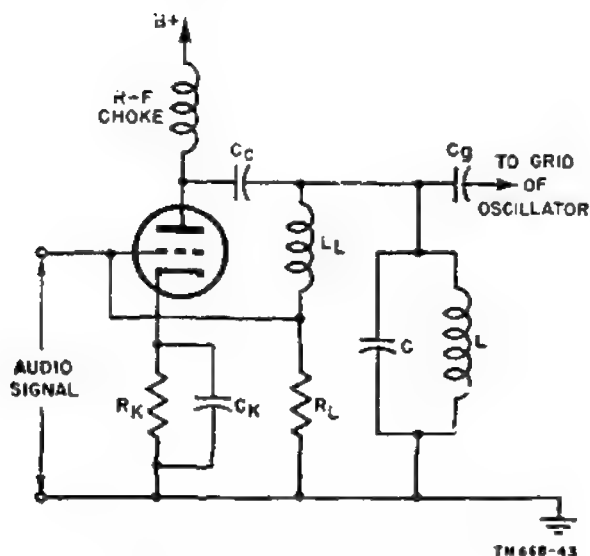 B+
R-F
CHOKE
Cc
Cg
TO GRID
OF
OSCILLATOR
LL
AUDIO
SIGNAL
C
L
RK
CK
RL
TM668-43